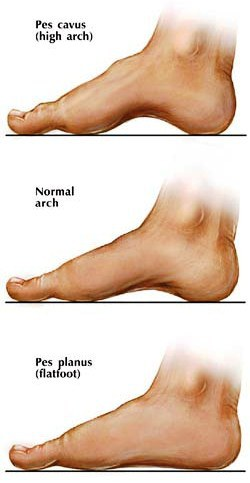 Pes cavus
(high arch)
Normal
arch
Pes planus
(flatfoot)